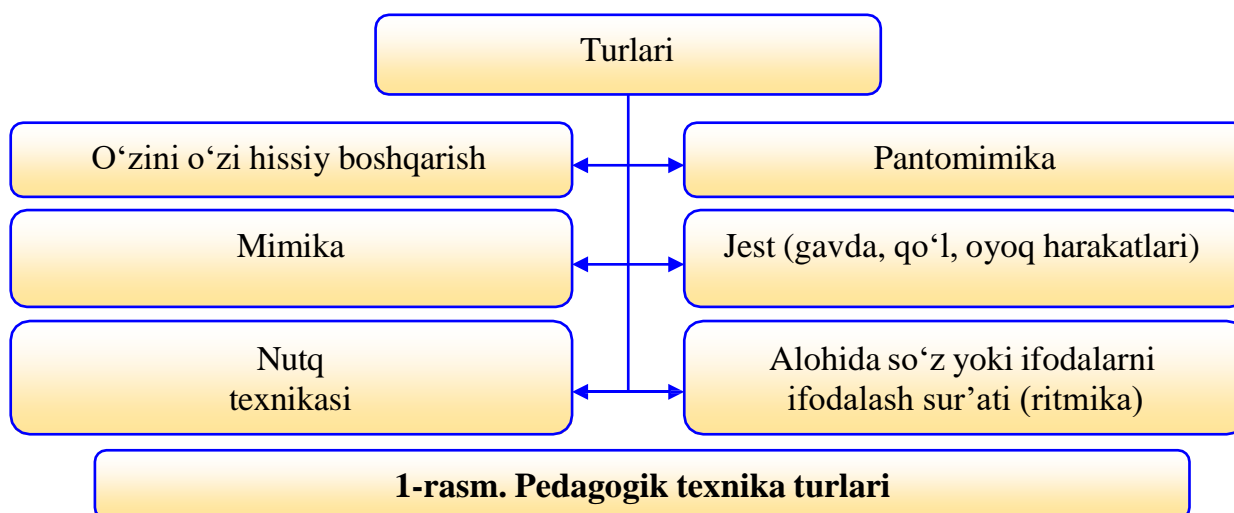 Turlari
O‘zini o‘zi hissiy boshqarish
Pantomimika
Mimika
Jest (gavda, qo‘l, oyoq harakatlari)
Nutq
texnikasi
Alohida so‘z yoki ifodalarni
ifodalash sur’ati (ritmika)
1-rasm. Pedagogik texnika turlari